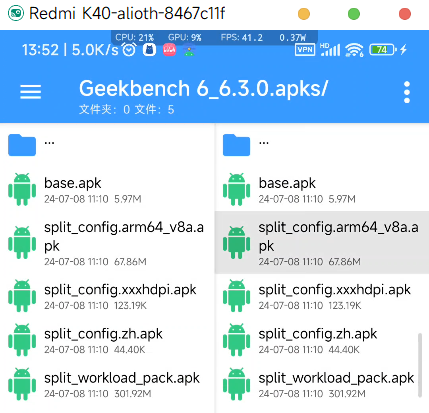 Redmi K40-alioth-8467c11f
CPU: 21% GPU: 9% FPS: 41.2 0.37W
13:52 | 5.0K/s VPN HD 5G 74
Geekbench 6_6.3.0.apks/
文件夹: 0 文件: 5
... ...
base.apk base.apk
24-07-08 11:10 5.97M 24-07-08 11:10 5.97M
split_config.arm64_v8a.a split_config.arm64_v8a.a
pk pk
24-07-08 11:10 67.86M 24-07-08 11:10 67.86M
split_config.xxxhdpi.apk split_config.xxxhdpi.apk
24-07-08 11:10 123.19K 24-07-08 11:10 123.19K
split_config.zh.apk split_config.zh.apk
24-07-08 11:10 44.40K 24-07-08 11:10 44.40K
split_workload_pack.apk split_workload_pack.apk
24-07-08 11:10 301.92M 24-07-08 11:10 301.92M